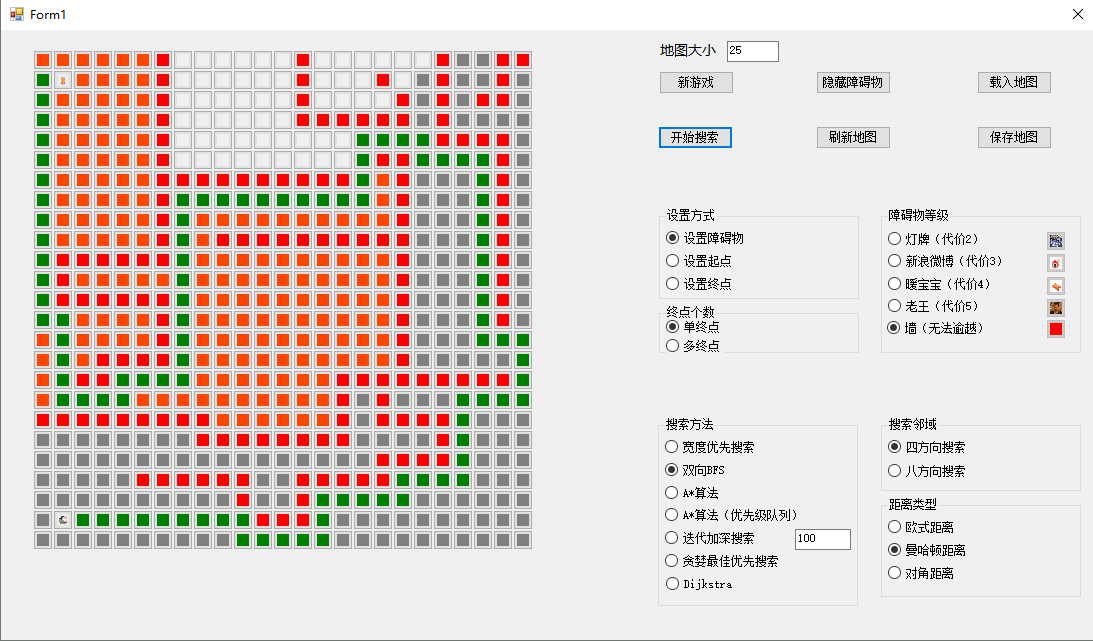 Form1
地图大小 25
新游戏 隐藏障碍物 载入地图
开始搜索 刷新地图 保存地图
设置方式
设置障碍物
设置起点
设置终点
终点个数
单终点
多终点
障碍物等级
灯牌（代价2）
新浪微博（代价3）
暖宝宝（代价4）
老王（代价5）
墙（无法逾越）
搜索方法
宽度优先搜索
双向BFS
A*算法
A*算法（优先级队列）
迭代加深搜索 100
贪婪最佳优先搜索
Dijkstra
搜索邻域
四方向搜索
八方向搜索
距离类型
欧式距离
曼哈顿距离
对角距离